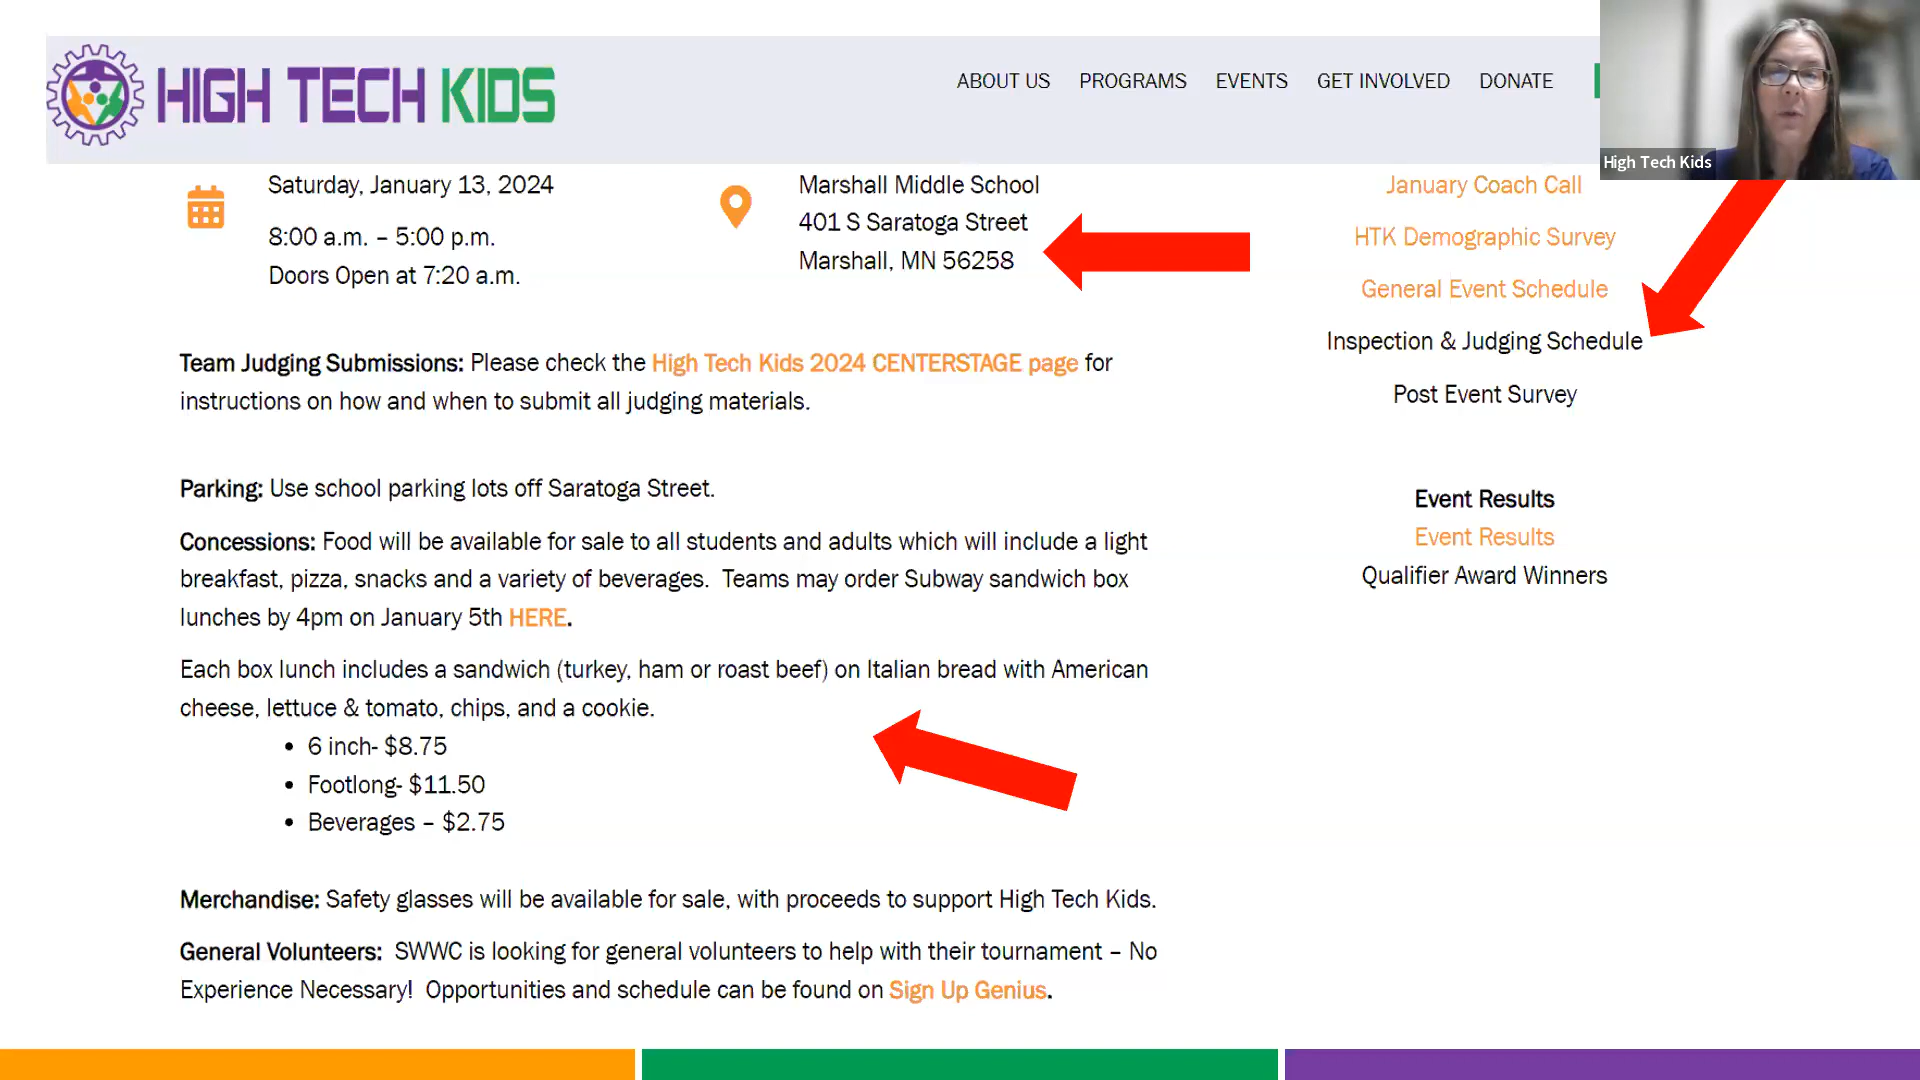 HIGH TECH KIDS
ABOUT US PROGRAMS EVENTS GET INVOLVED DONATE
High Tech Kids
Saturday, January 13, 2024
8:00 a.m. – 5:00 p.m.
Doors Open at 7:20 a.m.
Marshall Middle School
401 S Saratoga Street
Marshall, MN 56258
Team Judging Submissions: Please check the High Tech Kids 2024 CENTERSTAGE page for
instructions on how and when to submit all judging materials.
Parking: Use school parking lots off Saratoga Street.
Concessions: Food will be available for sale to all students and adults which will include a light
breakfast, pizza, snacks and a variety of beverages. Teams may order Subway sandwich box
lunches by 4pm on January 5th HERE.
Each box lunch includes a sandwich (turkey, ham or roast beef) on Italian bread with American
cheese, lettuce & tomato, chips, and a cookie.
• 6 inch- $8.75
• Footlong- $11.50
• Beverages – $2.75
Merchandise: Safety glasses will be available for sale, with proceeds to support High Tech Kids.
General Volunteers: SWWC is looking for general volunteers to help with their tournament – No
Experience Necessary! Opportunities and schedule can be found on Sign Up Genius.
January Coach Call
HTK Demographic Survey
General Event Schedule
Inspection & Judging Schedule
Post Event Survey
Event Results
Event Results
Qualifier Award Winners